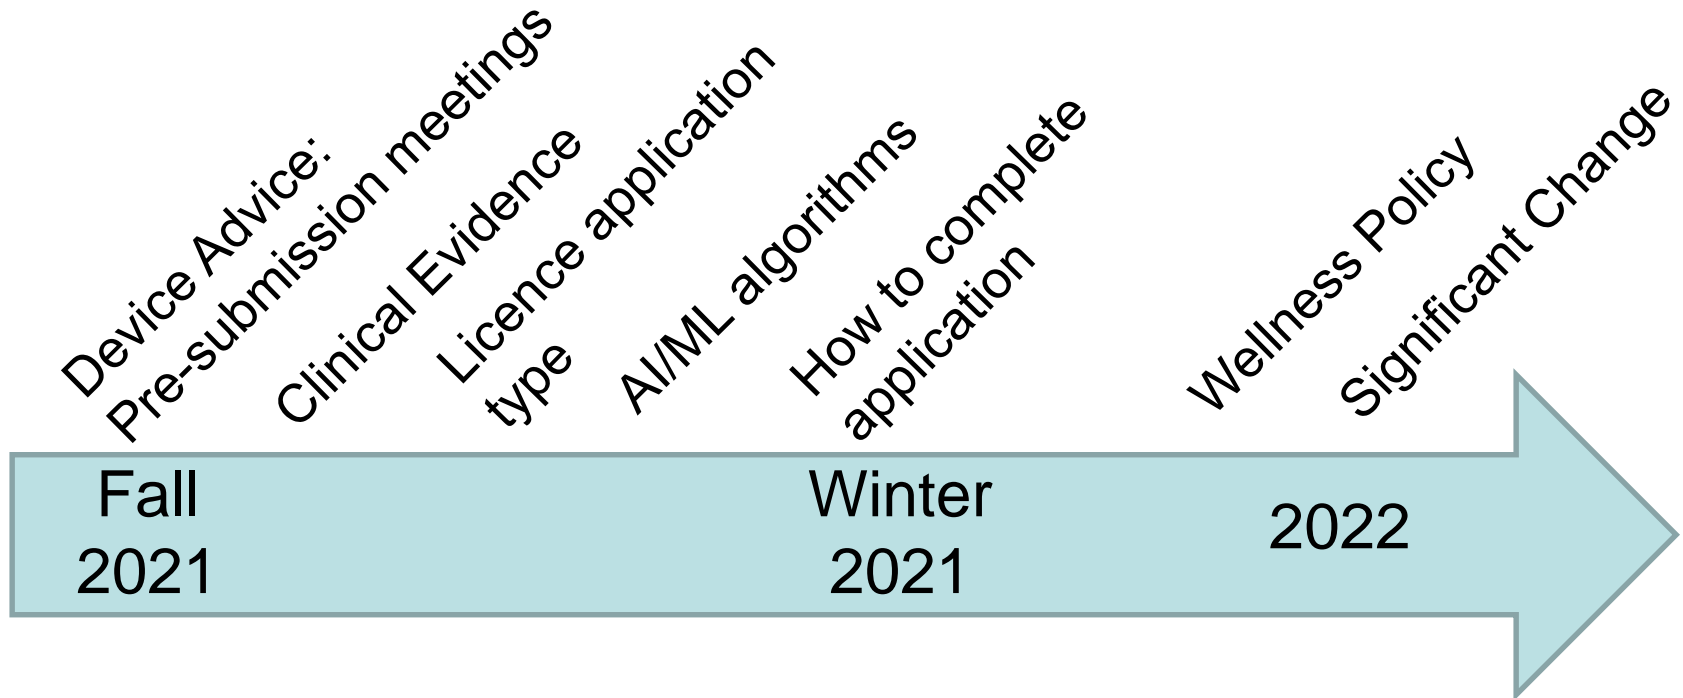 Device Advice:
Pre-submission meetings
Clinical Evidence
Licence application
type
AI/ML algorithms
How to complete
application
Wellness Policy
Significant Change
Fall
2021
Winter
2021
2022